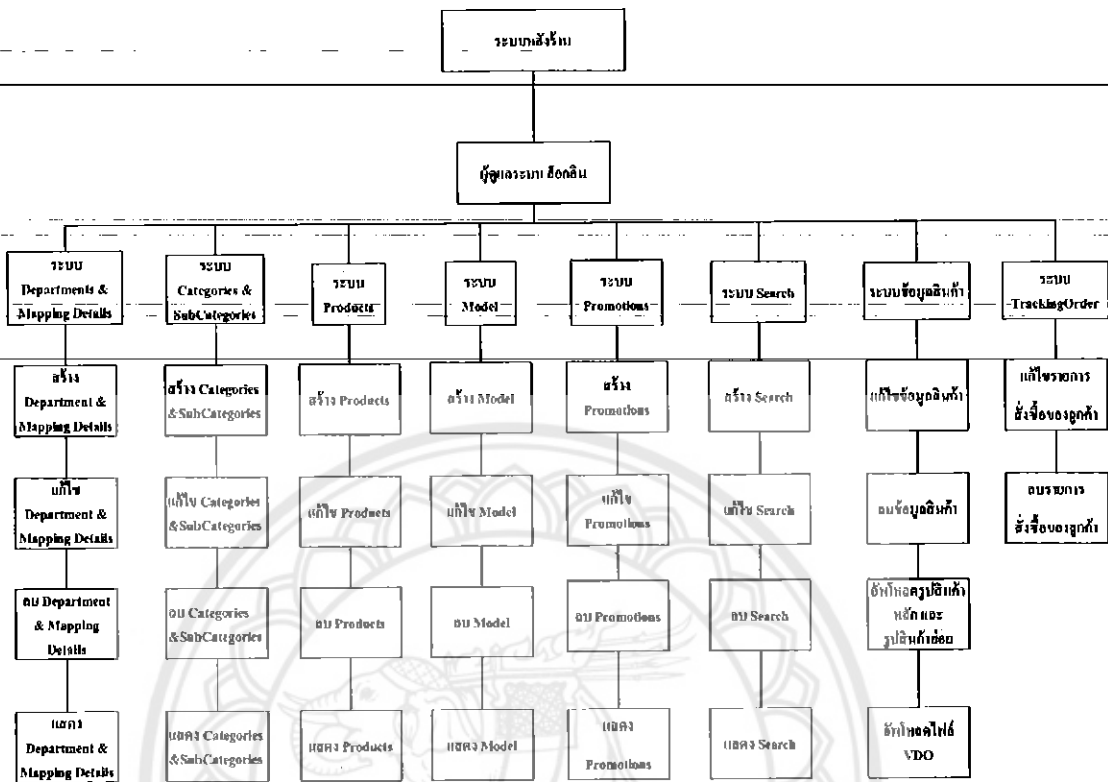 ระบบหลังร้าน
ผู้ดูแลระบบ ล็อกอิน
ระบบ
Departments &
Mapping Details
ระบบ
Categories &
SubCategories
ระบบ
Products
ระบบ
Model
ระบบ
Promotions
ระบบ Search
ระบบข้อมูลสินค้า
ระบบ
TrackingOrder
สร้าง
Department &
Mapping Details
สร้าง Categories
&SubCategories
สร้าง Products
สร้าง Model
สร้าง
Promotions
สร้าง Search
แก้ไขข้อมูลสินค้า
แก้ไขรายการ
สั่งซื้อของลูกค้า
แก้ไข
Department &
Mapping Details
แก้ไข Categories
&SubCategories
แก้ไข Products
แก้ไข Model
แก้ไข
Promotions
แก้ไข Search
ลบข้อมูลสินค้า
ลบรายการ
สั่งซื้อของลูกค้า
ลบ Department
& Mapping
Details
ลบ Categories
&SubCategories
ลบ Products
ลบ Model
ลบ Promotions
ลบ Search
อัพโหลดรูปสินค้า
หลัก และ
รูปสินค้าย่อย
แสดง
Department &
Mapping Details
แสดง Categories
&SubCategories
แสดง Products
แสดง Model
แสดง
Promotions
แสดง Search
อัพโหลดไฟล์
VDO